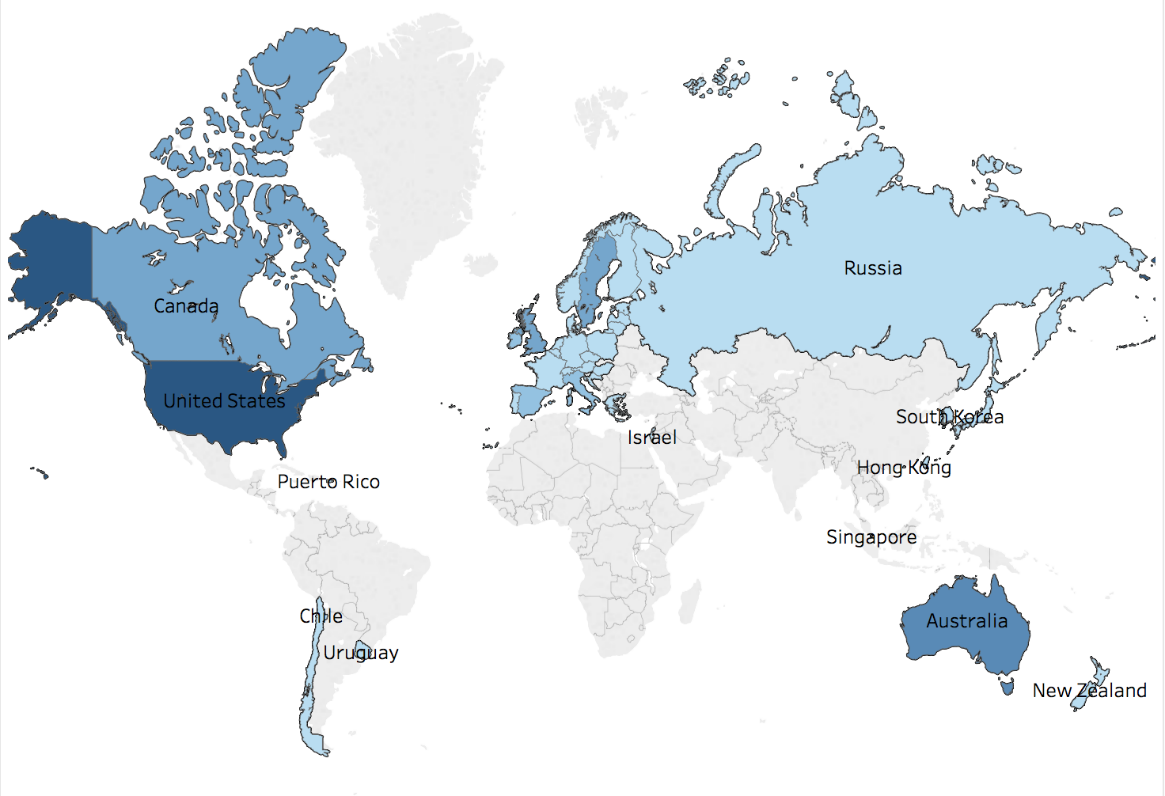 Russia
Canada
United States
South Korea
Israel
Hong Kong
Puerto Rico
Singapore
Chile
Australia
Uruguay
New Zealand